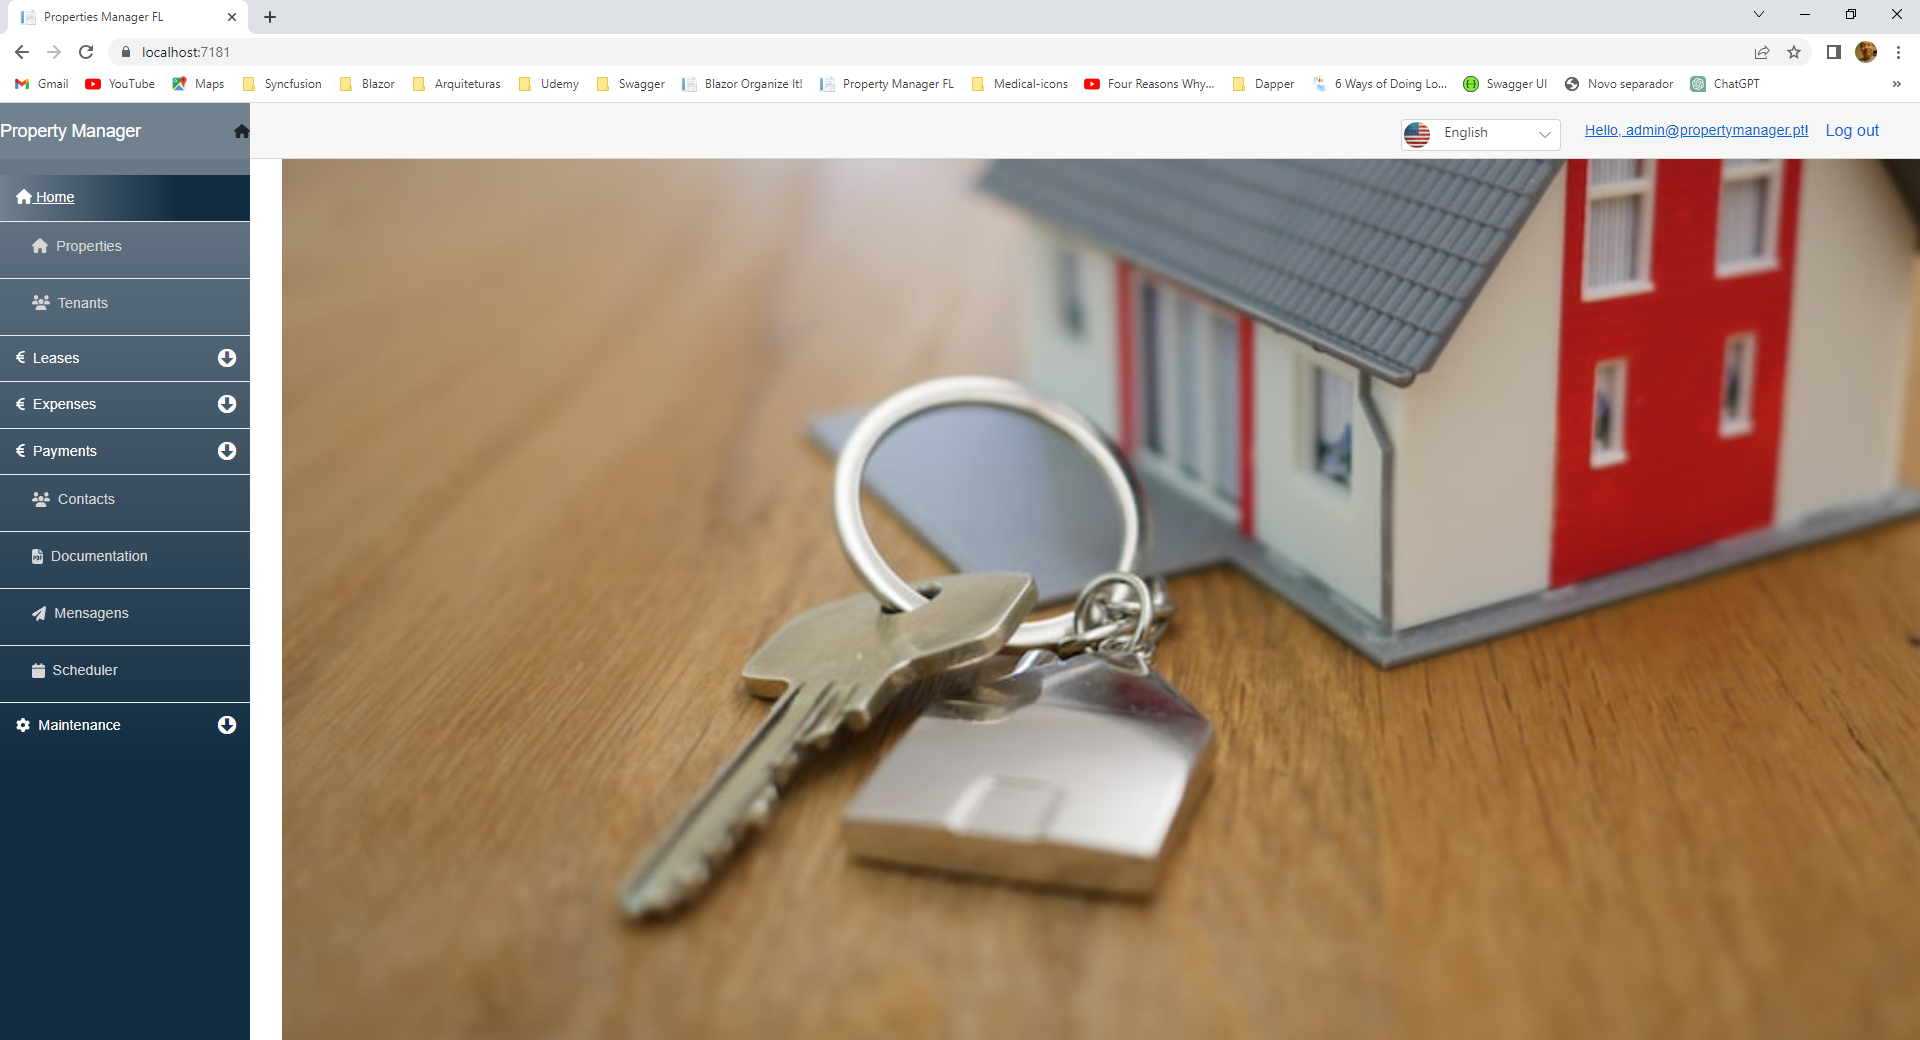 Properties Manager FL
localhost:7181
Gmail YouTube Maps Syncfusion Blazor Arquiteturas Udemy Swagger Blazor Organize It! Property Manager FL Medical-icons Four Reasons Why... Dapper 6 Ways of Doing Lo... Swagger UI Novo separador ChatGPT »
Property Manager
English Hello, admin@propertymanager.pt! Log out
Home
Properties
Tenants
€ Leases
€ Expenses
€ Payments
Contacts
PDF Documentation
Mensagens
Scheduler
Maintenance